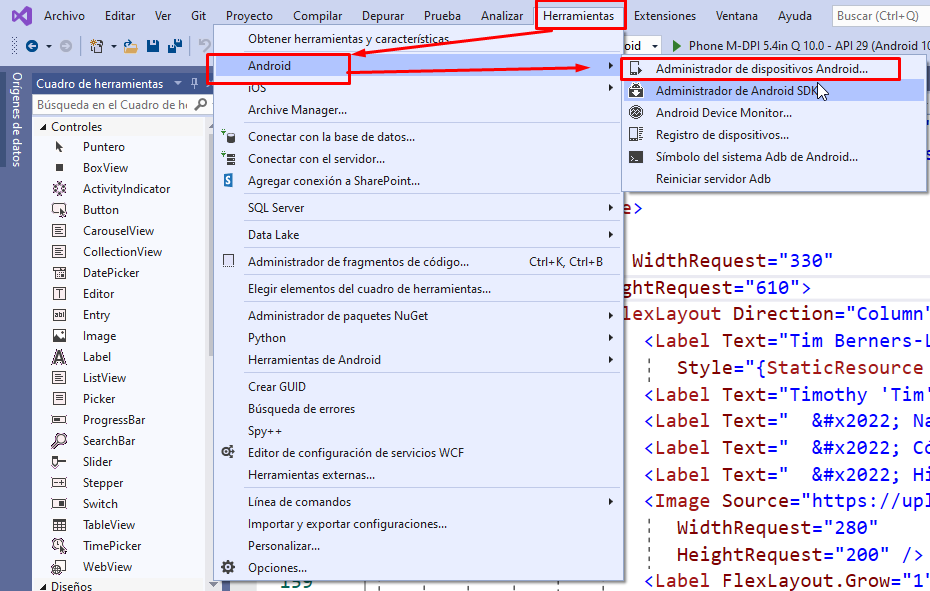 Archivo Editar Ver Git Proyecto Compilar Depurar Prueba Analizar Herramientas Extensiones Ventana Ayuda Buscar (Ctrl+Q)
Phone M-DPI 5.4in Q 10.0 - API 29 (Android 10
Orígenes de datos
Cuadro de herramientas
Búsqueda en el Cuadro de he
Controles
Puntero
BoxView
ActivityIndicator
Button
CarouselView
CollectionView
DatePicker
Editor
Entry
Image
Label
ListView
Picker
ProgressBar
SearchBar
Slider
Stepper
Switch
TableView
TimePicker
WebView
Diseños
Obtener herramientas y características...
Android
iOS
Archive Manager...
Conectar con la base de datos...
Conectar con el servidor...
Agregar conexión a SharePoint...
SQL Server
Data Lake
Administrador de fragmentos de código... Ctrl+K, Ctrl+B
Elegir elementos del cuadro de herramientas...
Administrador de paquetes NuGet
Python
Herramientas de Android
Crear GUID
Búsqueda de errores
Spy++
Editor de configuración de servicios WCF
Herramientas externas...
Línea de comandos
Importar y exportar configuraciones...
Personalizar...
Opciones...
Administrador de dispositivos Android...
Administrador de Android SDK
Android Device Monitor...
Registro de dispositivos...
Símbolo del sistema Adb de Android...
Reiniciar servidor Adb
e>
WidthRequest="330"
ghtRequest="610">
lexLayout Direction="Column"
<Label Text="Tim Berners-L
Style="{StaticResource
<Label Text="Timothy 'Tim'
<Label Text="  &#x2022; Na
<Label Text="  &#x2022; Có
<Label Text="  &#x2022; Hi
<Image Source="https://upl
WidthRequest="280"
HeightRequest="200" />
<Label FlexLayout.Grow="1"
159